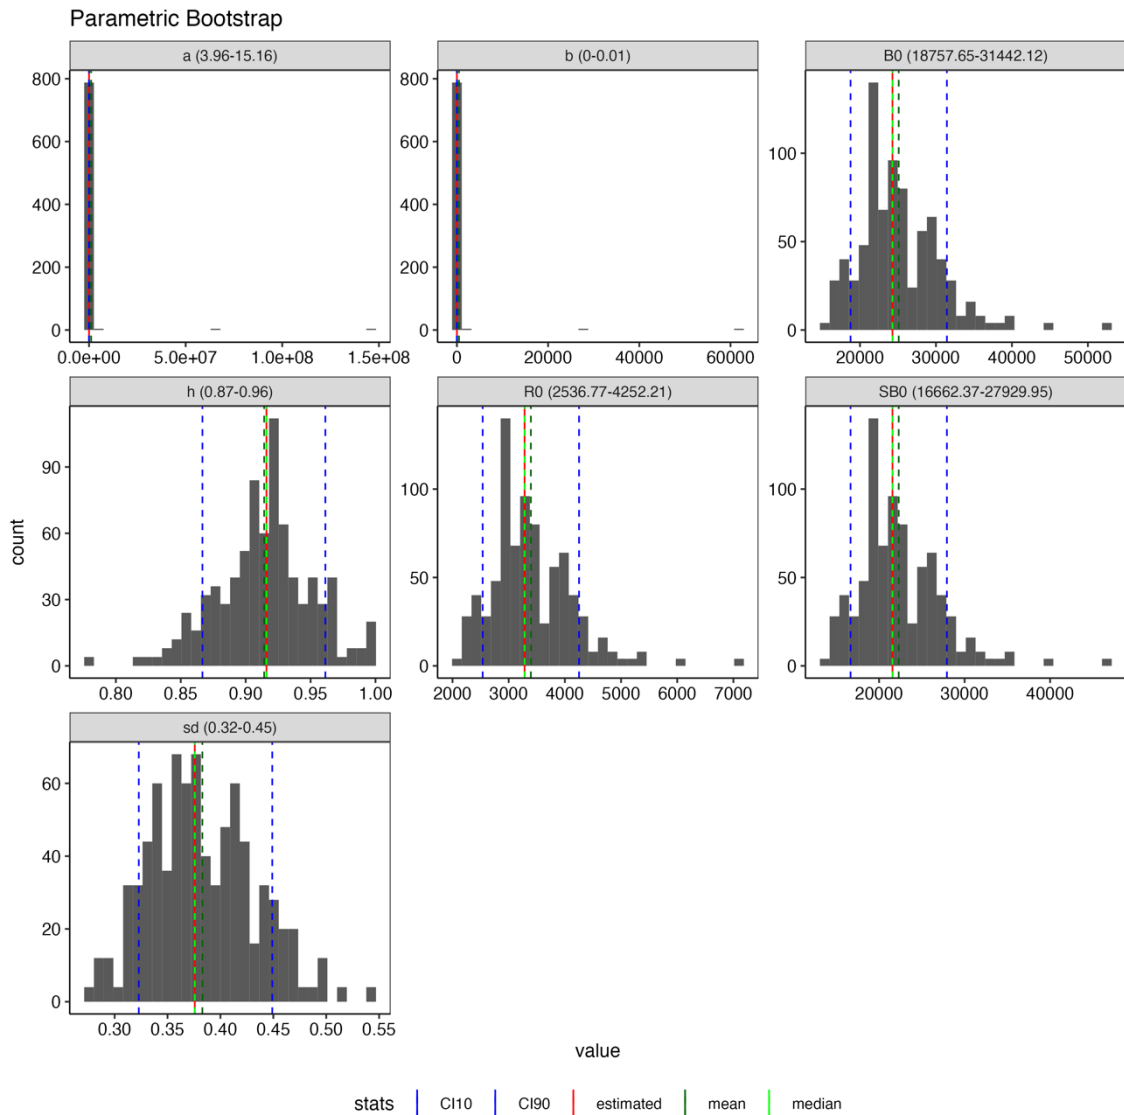 Parametric Bootstrap
a (3.96-15.16)
b (0-0.01)
B0 (18757.65-31442.12)
800
600
400
200
0
0.0e+00 5.0e+07 1.0e+08 1.5e+08
800
600
400
200
0
0 20000 40000 60000
100
50
0
20000 30000 40000 50000
h (0.87-0.96)
R0 (2536.77-4252.21)
SB0 (16662.37-27929.95)
90
60
30
0
0.80 0.85 0.90 0.95 1.00
100
50
0
2000 3000 4000 5000 6000 7000
100
50
0
20000 30000 40000
sd (0.32-0.45)
60
40
20
0
0.30 0.35 0.40 0.45 0.50 0.55
count
value
stats CI10 CI90 estimated mean median